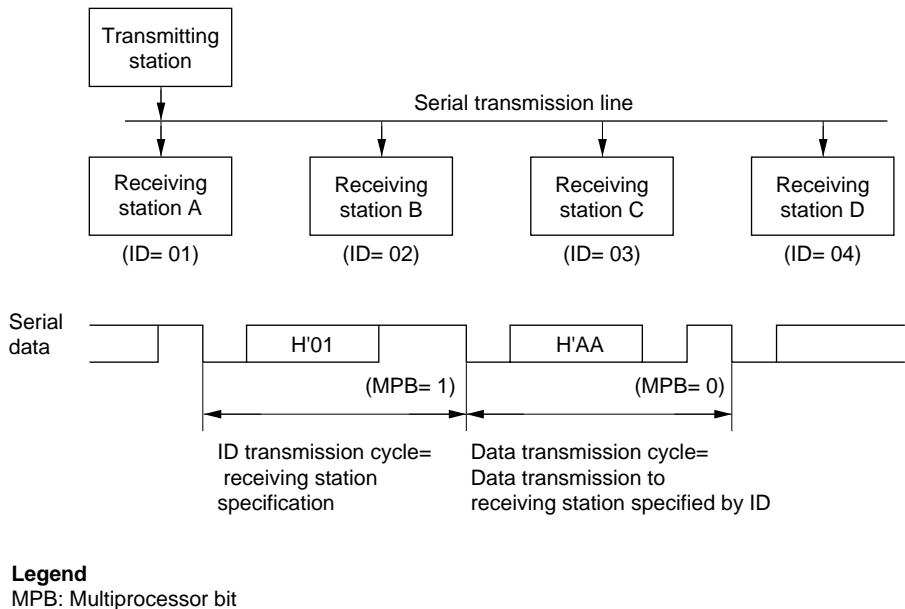 Transmitting
station
Serial transmission line
Receiving
station A
Receiving
station B
Receiving
station C
Receiving
station D
(ID= 01)
(ID= 02)
(ID= 03)
(ID= 04)
Serial
data
H'01
H'AA
(MPB= 1)
(MPB= 0)
ID transmission cycle=
receiving station
specification
Data transmission cycle=
Data transmission to
receiving station specified by ID
Legend
MPB: Multiprocessor bit